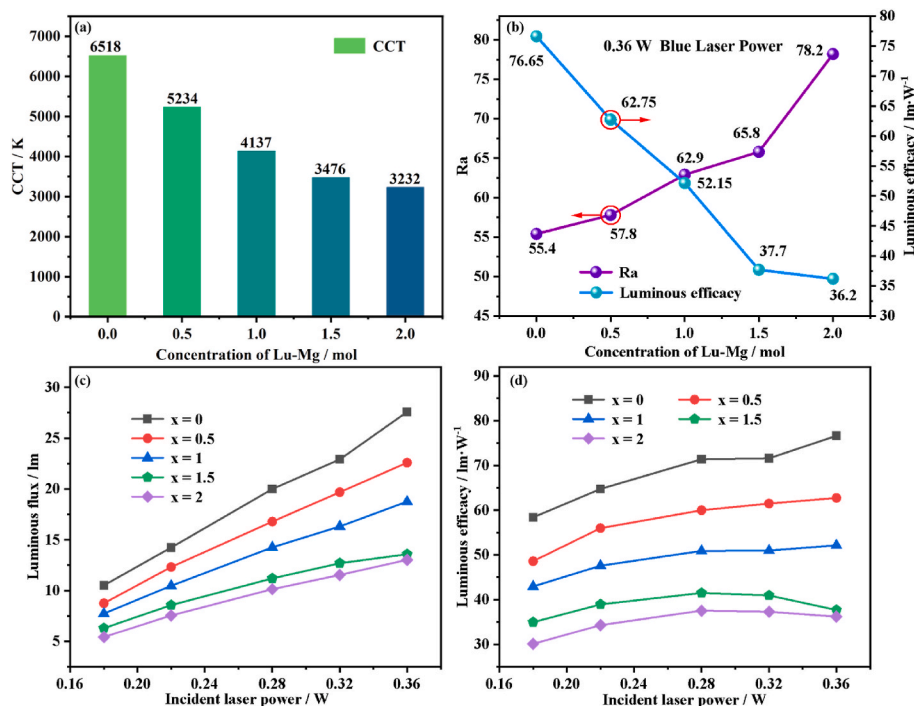 (a)
CCT
7000
6000
5000
4000
3000
2000
1000
0
CCT / K
6518
5234
4137
3476
3232
0.0 0.5 1.0 1.5 2.0
Concentration of Lu-Mg / mol
(b)
0.36 W Blue Laser Power
80
75
70
65
60
55
50
45
Ra
80
75
70
65
60
55
50
45
40
35
30
Luminous efficacy / lm·W⁻¹
76.65
62.75
52.15
37.7
36.2
55.4
57.8
62.9
65.8
78.2
Ra
Luminous efficacy
0.0 0.5 1.0 1.5 2.0
Concentration of Lu-Mg / mol
(c)
x = 0
x = 0.5
x = 1
x = 1.5
x = 2
30
25
20
15
10
5
Luminous flux / lm
0.16 0.20 0.24 0.28 0.32 0.36
Incident laser power / W
(d)
x = 0 x = 0.5
x = 1 x = 1.5
x = 2
90
80
70
60
50
40
30
Luminous efficacy / lm·W⁻¹
0.16 0.20 0.24 0.28 0.32 0.36
Incident laser power / W